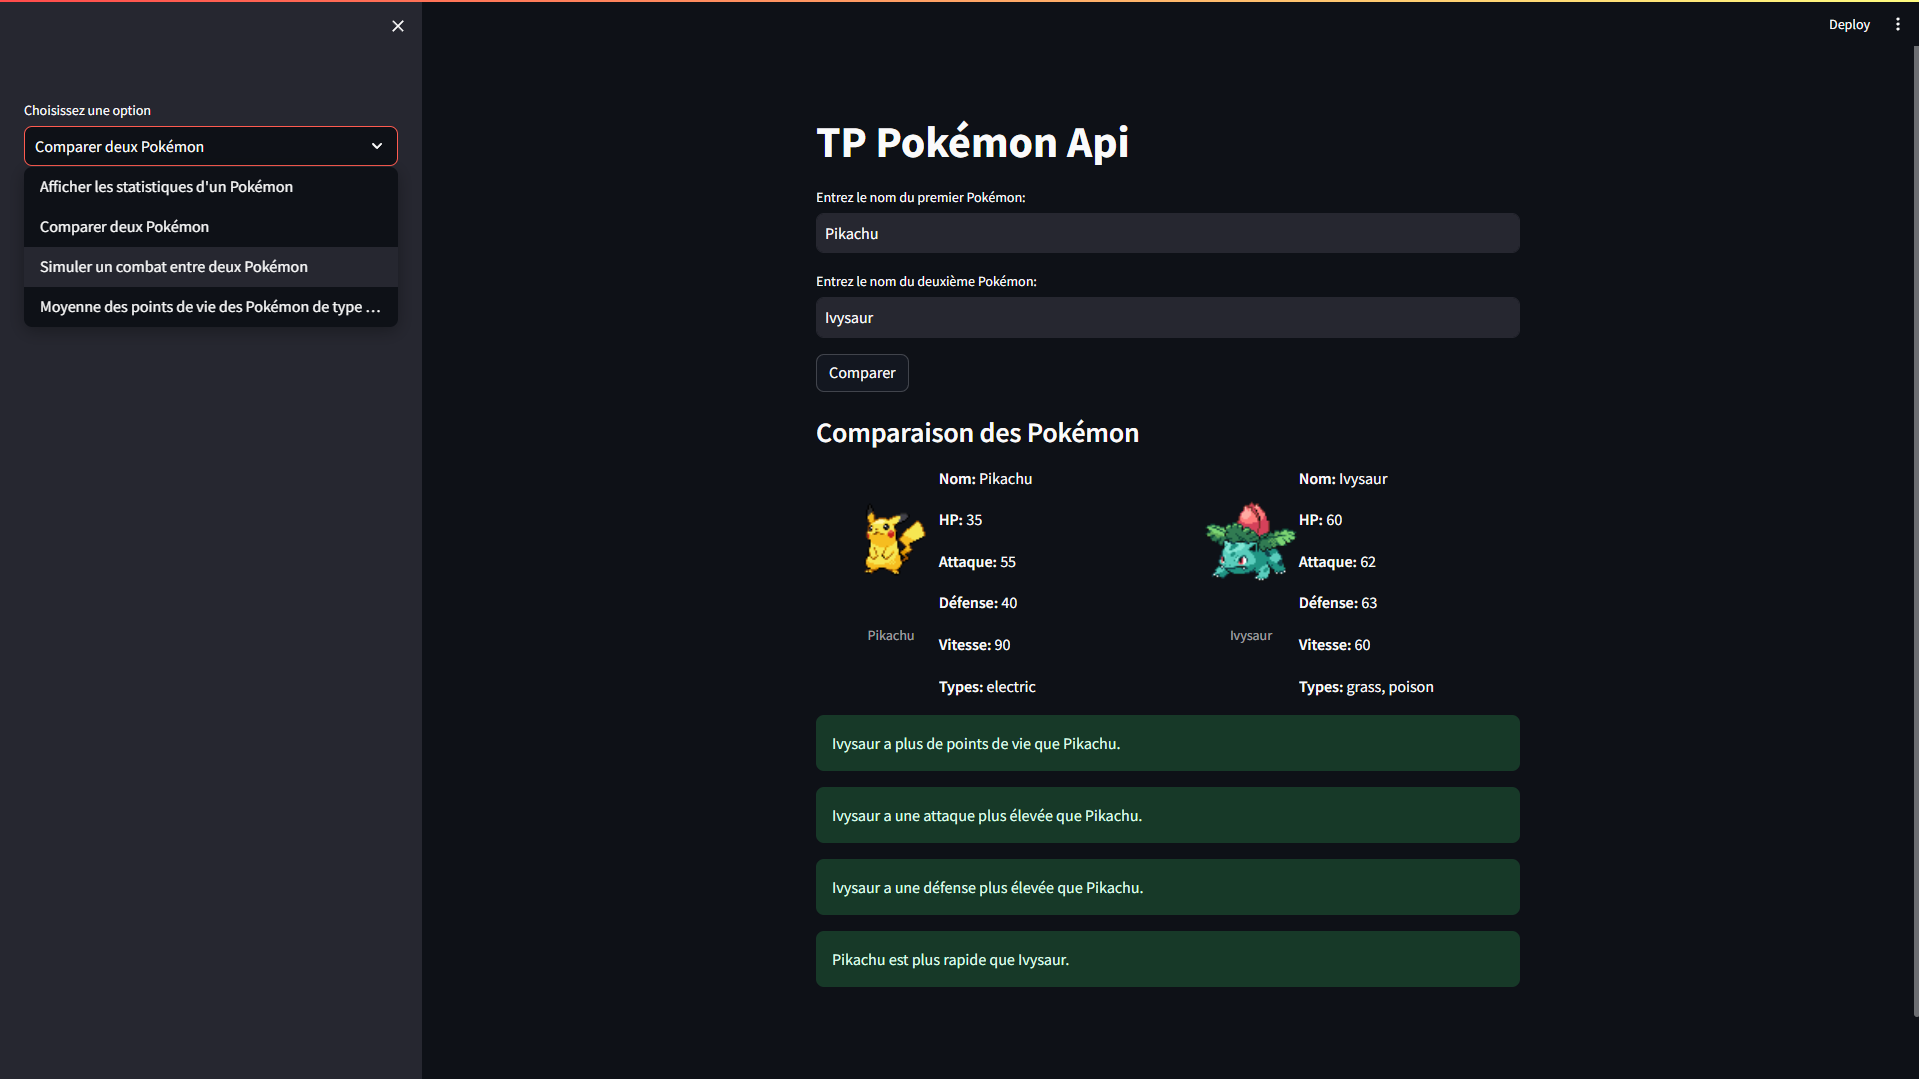 Deploy
Choisissez une option
Comparer deux Pokémon
Afficher les statistiques d'un Pokémon
Comparer deux Pokémon
Simuler un combat entre deux Pokémon
Moyenne des points de vie des Pokémon de type ...
TP Pokémon Api
Entrez le nom du premier Pokémon:
Pikachu
Entrez le nom du deuxième Pokémon:
Ivysaur
Comparer
Comparaison des Pokémon
Pikachu
Nom: Pikachu
HP: 35
Attaque: 55
Défense: 40
Vitesse: 90
Types: electric
Ivysaur
Nom: Ivysaur
HP: 60
Attaque: 62
Défense: 63
Vitesse: 60
Types: grass, poison
Ivysaur a plus de points de vie que Pikachu.
Ivysaur a une attaque plus élevée que Pikachu.
Ivysaur a une défense plus élevée que Pikachu.
Pikachu est plus rapide que Ivysaur.